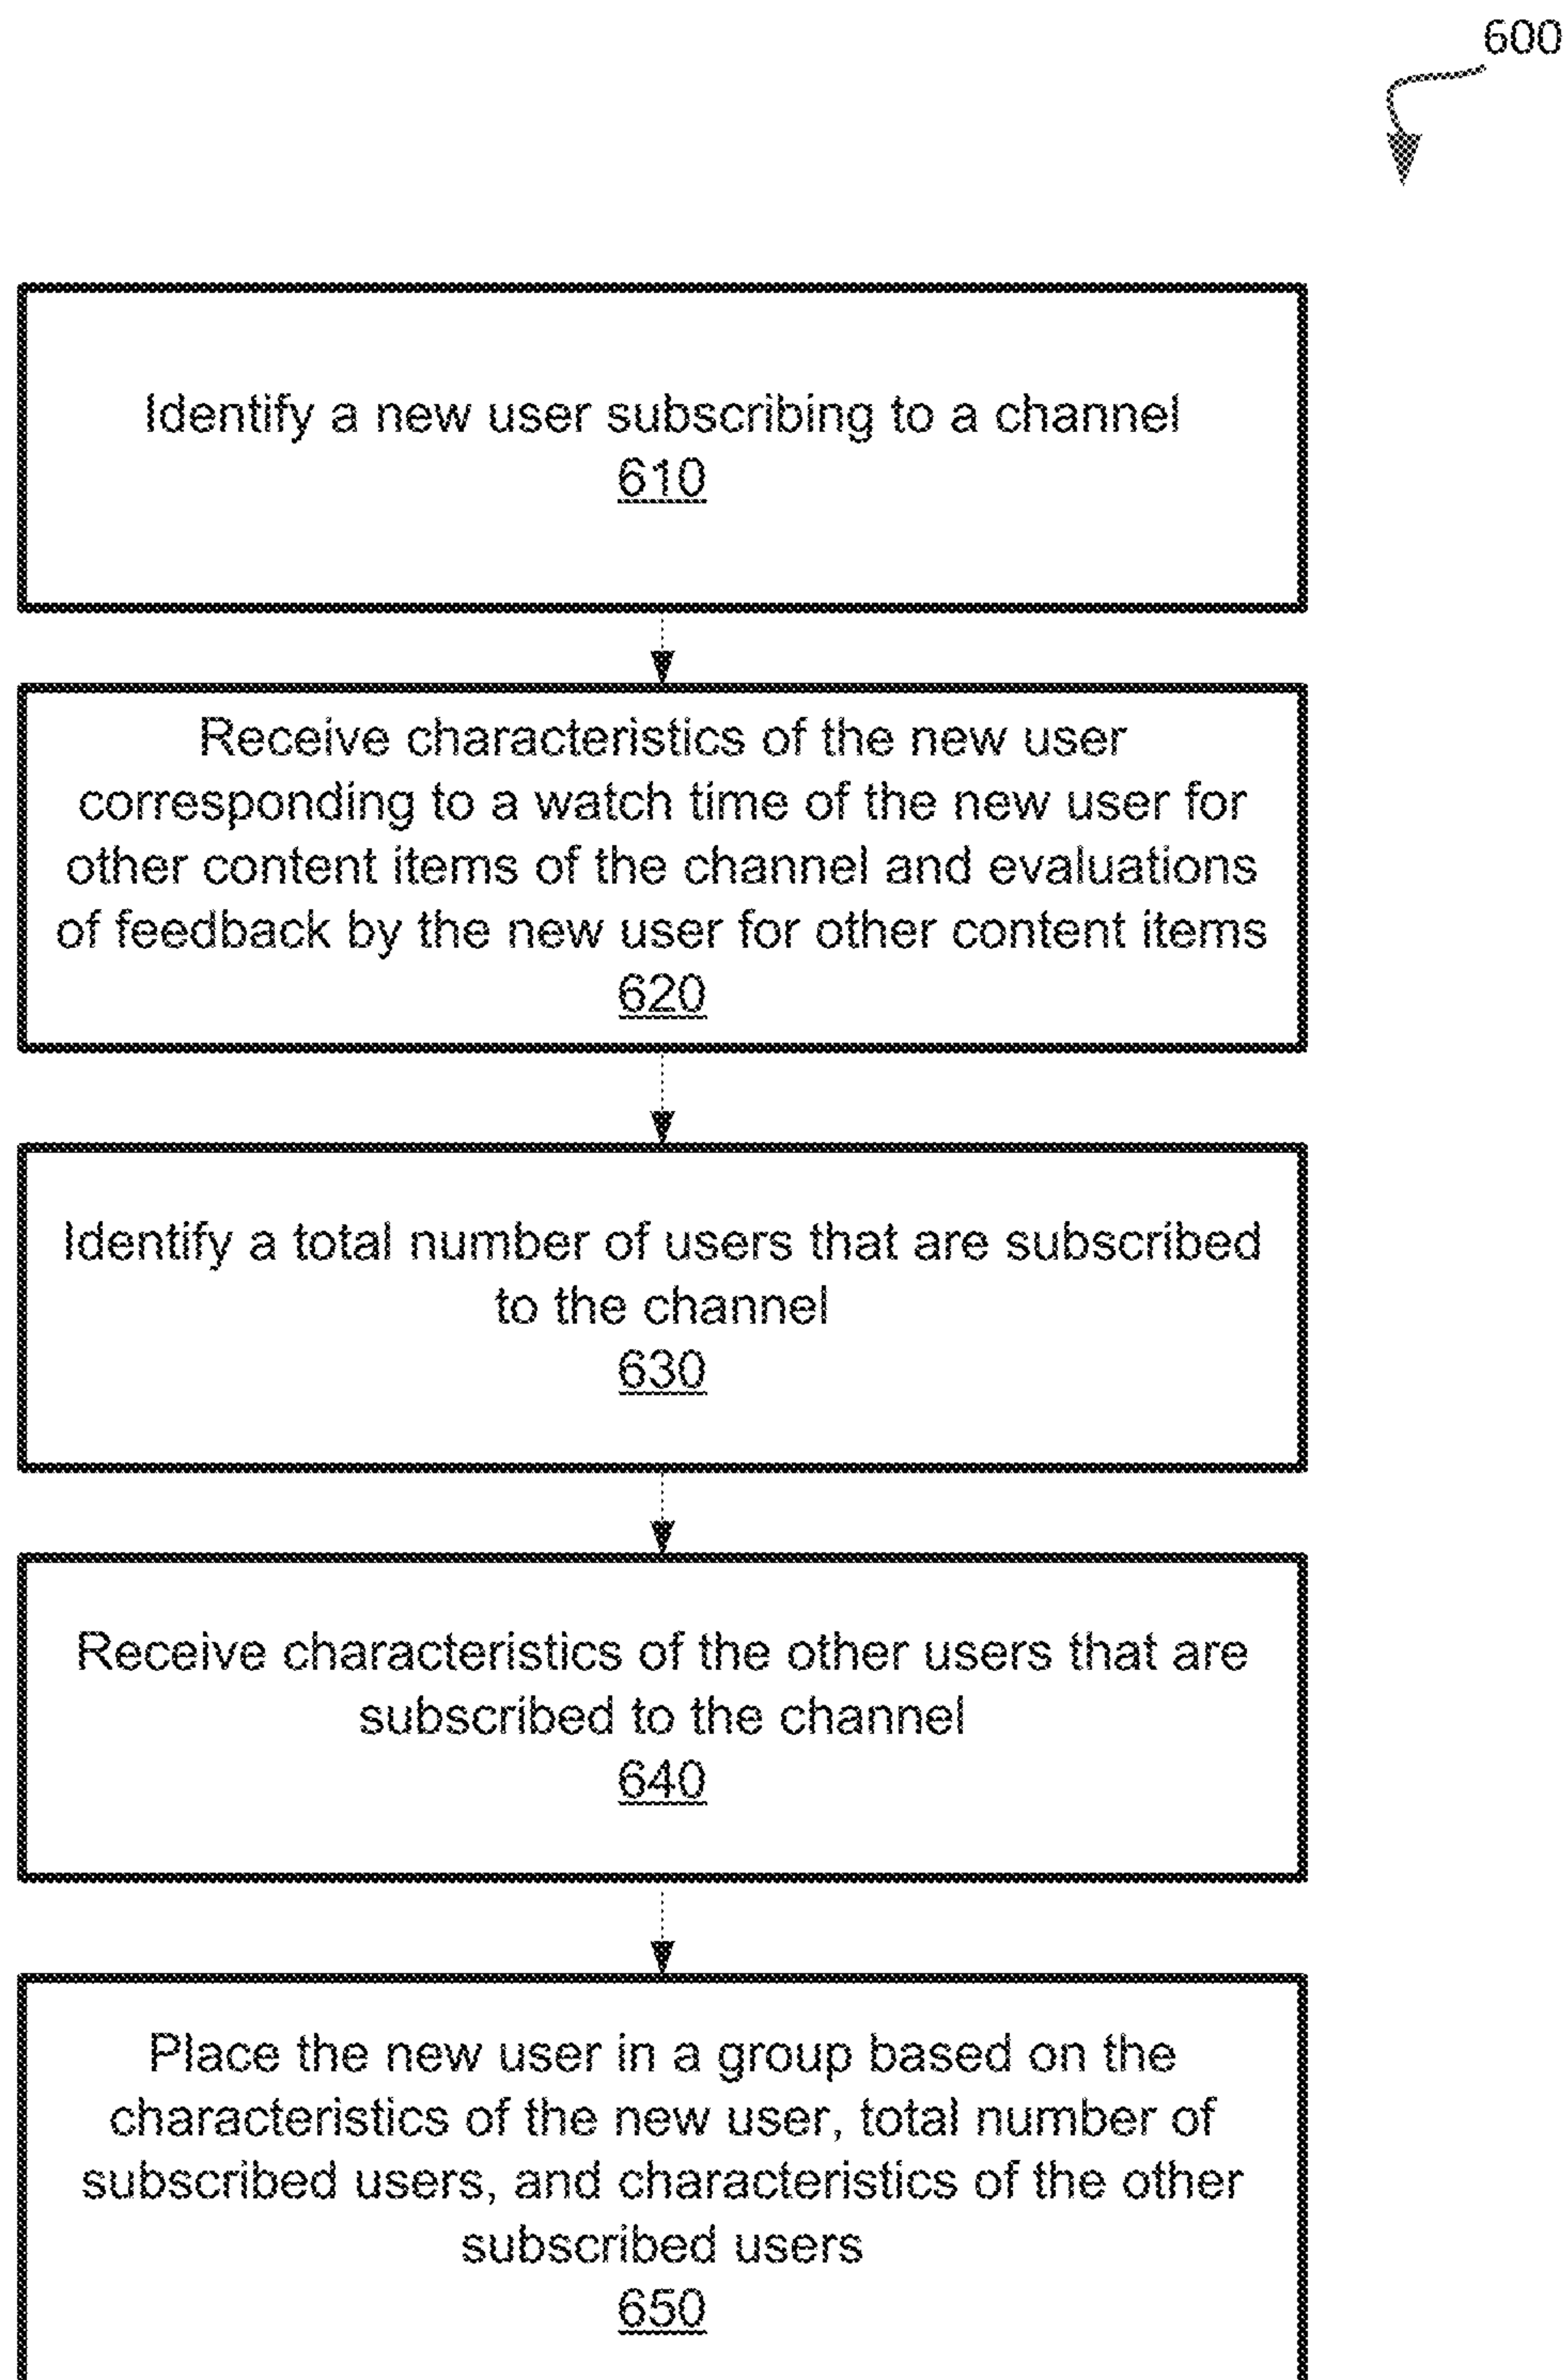 600
Identify a new user subscribing to a channel
610
Receive characteristics of the new user
corresponding to a watch time of the new user for
other content items of the channel and evaluations
of feedback by the new user for other content items
620
Identify a total number of users that are subscribed
to the channel
630
Receive characteristics of the other users that are
subscribed to the channel
640
Place the new user in a group based on the
characteristics of the new user, total number of
subscribed users, and characteristics of the other
subscribed users
650